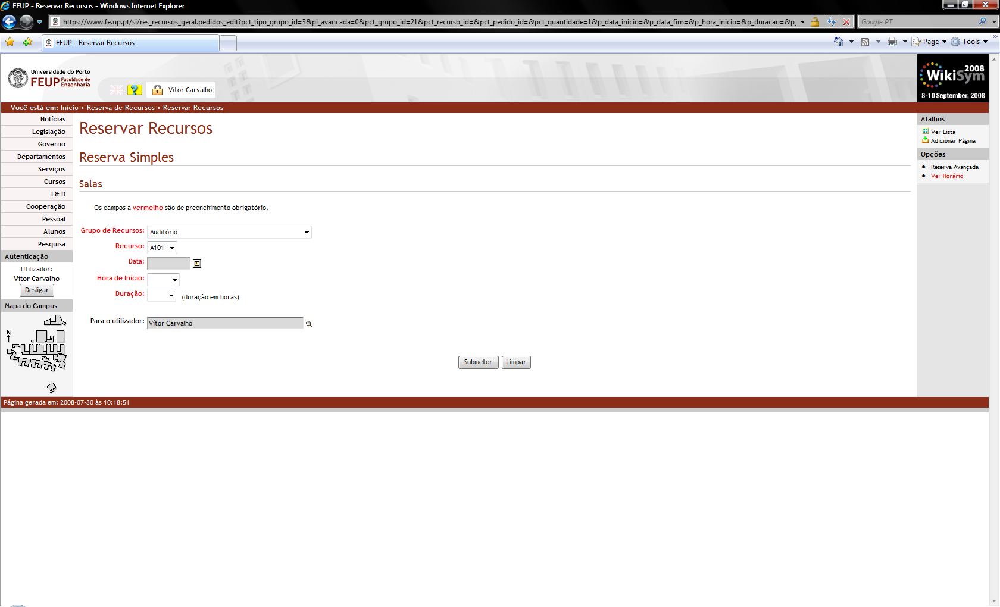 FEUP - Reservar Recursos - Windows Internet Explorer
https://www.fe.up.pt/si/res_recursos_geral.pedidos_edit?pct_tipo_grupo_id=3&pi_avancada=0&pct_grupo_id=21&pct_recurso_id=&pct_pedido_id=&pct_quantidade=1&p_data_inicio=&p_data_fim=&p_hora_inicio=&p_duracao=&p_
Google PT
FEUP - Reservar Recursos
Page
Tools
Universidade do Porto
FEUP Faculdade de Engenharia
Vítor Carvalho
2008
WikiSym
8-10 September, 2008
Você está em: Início > Reserva de Recursos > Reservar Recursos
Notícias
Legislação
Governo
Departamentos
Serviços
Cursos
I & D
Cooperação
Pessoal
Alunos
Pesquisa
Autenticação
Utilizador:
Vítor Carvalho
Desligar
Mapa do Campus
N
Reservar Recursos
Reserva Simples
Salas
Os campos a vermelho são de preenchimento obrigatório.
Grupo de Recursos: Auditório
Recurso: A101
Data:
Hora de Início:
Duração: (duração em horas)
Para o utilizador: Vítor Carvalho
Submeter Limpar
Atalhos
Ver Lista
Adicionar Página
Opções
Reserva Avançada
Ver Horário
Página gerada em: 2008-07-30 às 10:18:51